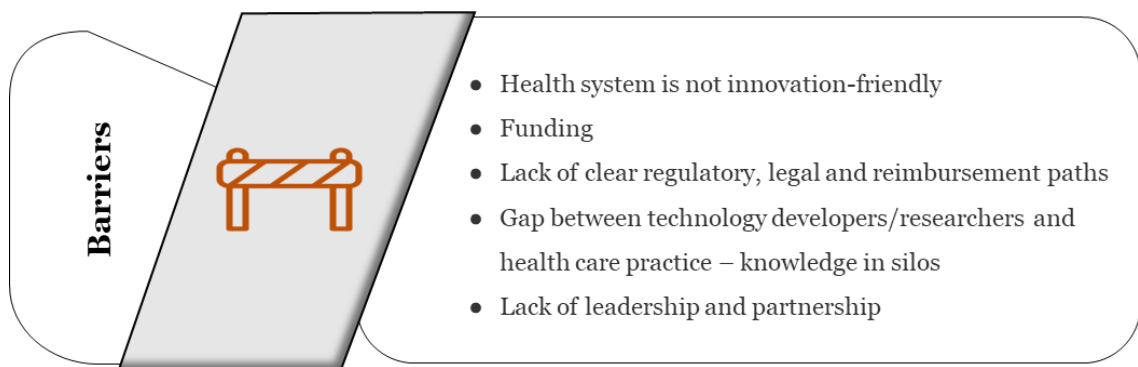 Barriers
● Health system is not innovation-friendly
● Funding
● Lack of clear regulatory, legal and reimbursement paths
● Gap between technology developers/researchers and
health care practice – knowledge in silos
● Lack of leadership and partnership